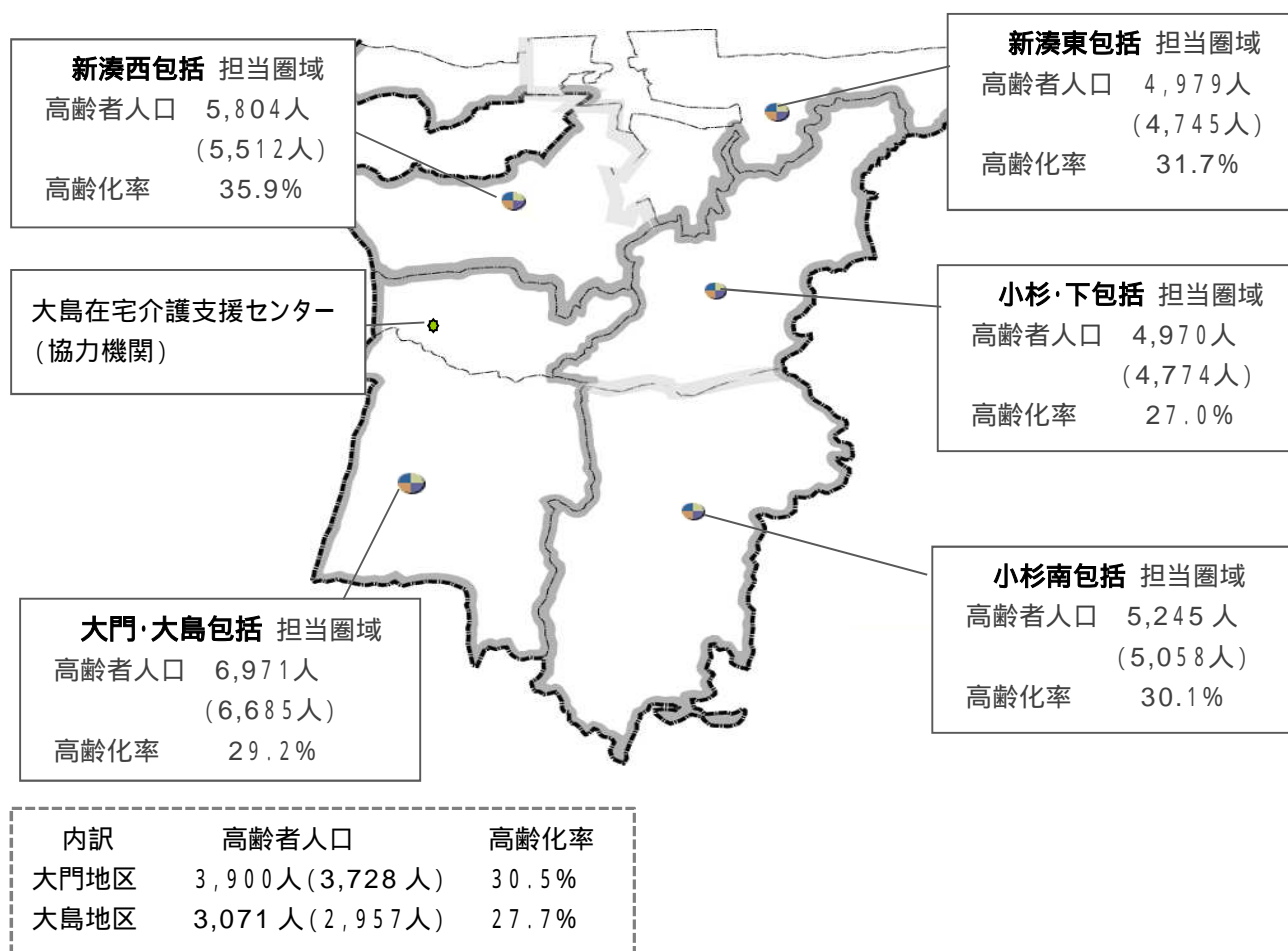 新湊西包括 担当圏域
高齢者人口 5,804人
(5,512人)
高齢化率 35.9%
新湊東包括 担当圏域
高齢者人口 4,979人
(4,745人)
高齢化率 31.7%
大島在宅介護支援センター
(協力機関)
小杉･下包括 担当圏域
高齢者人口 4,970人
(4,774人)
高齢化率 27.0%
小杉南包括 担当圏域
高齢者人口 5,245 人
(5,058人)
高齢化率 30.1%
大門･大島包括 担当圏域
高齢者人口 6,971人
(6,685人)
高齢化率 29.2%
内訳 高齢者人口 高齢化率
大門地区 3,900人(3,728 人) 30.5%
大島地区 3,071 人(2,957人) 27.7%